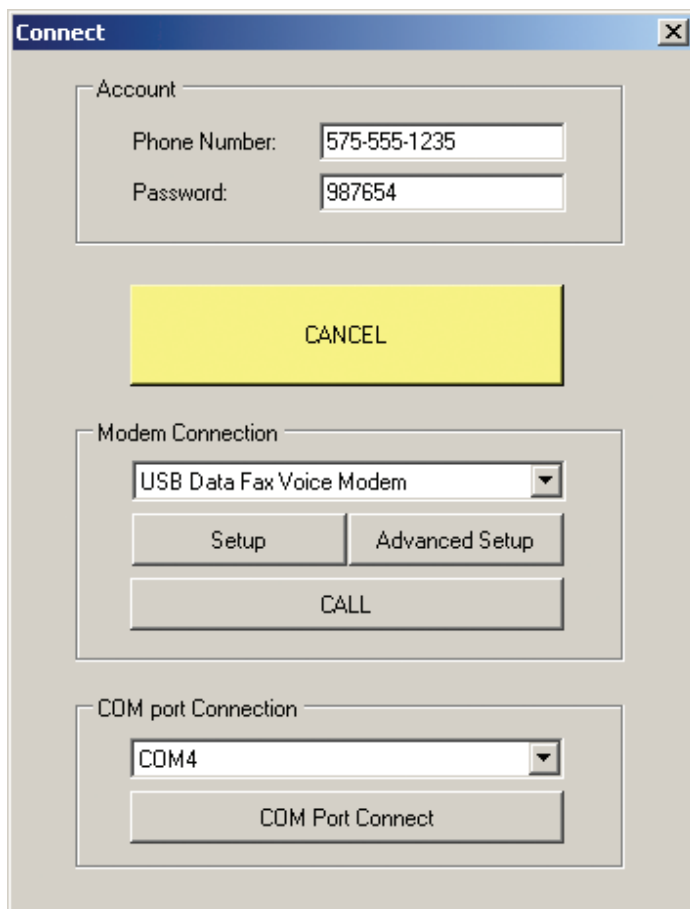 Connect
Account
Phone Number: 575-555-1235
Password: 987654
CANCEL
Modem Connection
USB Data Fax Voice Modem
Setup Advanced Setup
CALL
COM port Connection
COM4
COM Port Connect